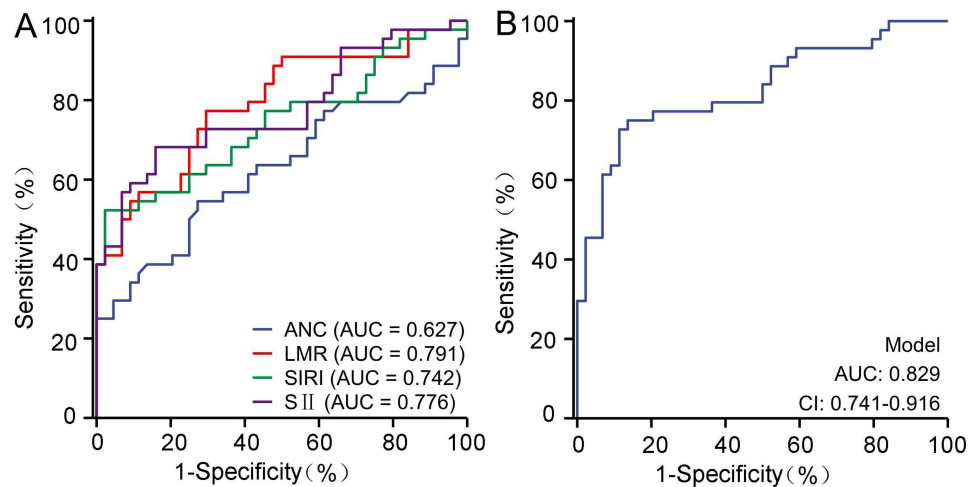 A
100
80
60
40
20
0
Sensitivity（%）
ANC (AUC = 0.627)
LMR (AUC = 0.791)
SIRI (AUC = 0.742)
SⅡ (AUC = 0.776)
0 20 40 60 80 100
1-Specificity(%)
B
100
80
60
40
20
0
Sensitivity（%）
Model
AUC: 0.829
CI: 0.741-0.916
0 20 40 60 80 100
1-Specificity(%)